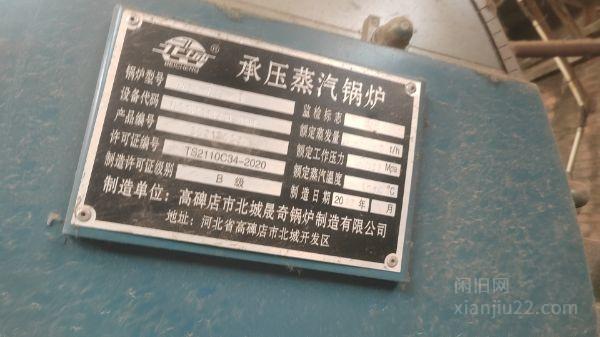 北城 ®
BEICHENG
承压蒸汽锅炉
锅炉型号
设备代码
产品编号
许可证编号 TS2110C34-2020
制造许可证级别 B 级
监检标志
额定蒸发量 t/h
额定工作压力 Mpa
额定蒸汽温度 ℃
制造日期 20 年 月
制造单位：高碑店市北城晟奇锅炉制造有限公司
地址：河北省高碑店市北城开发区
闲旧网
xianjiu22.com